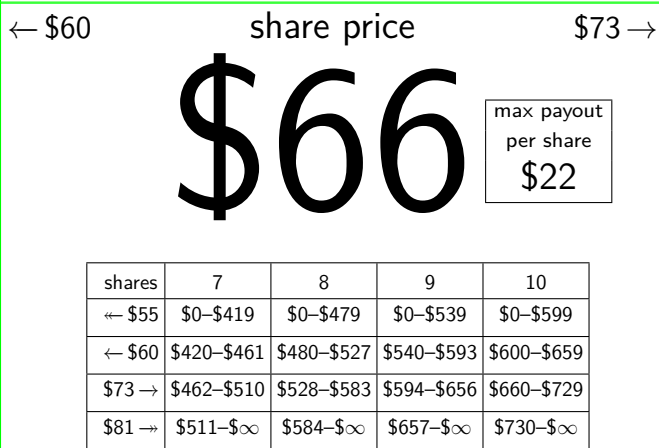 ← $60 share price $73 →
$66
max payout
per share
$22
shares 7 8 9 10
↞ $55 $0–$419 $0–$479 $0–$539 $0–$599
← $60 $420–$461 $480–$527 $540–$593 $600–$659
$73 → $462–$510 $528–$583 $594–$656 $660–$729
$81 ↠ $511–$∞ $584–$∞ $657–$∞ $730–$∞